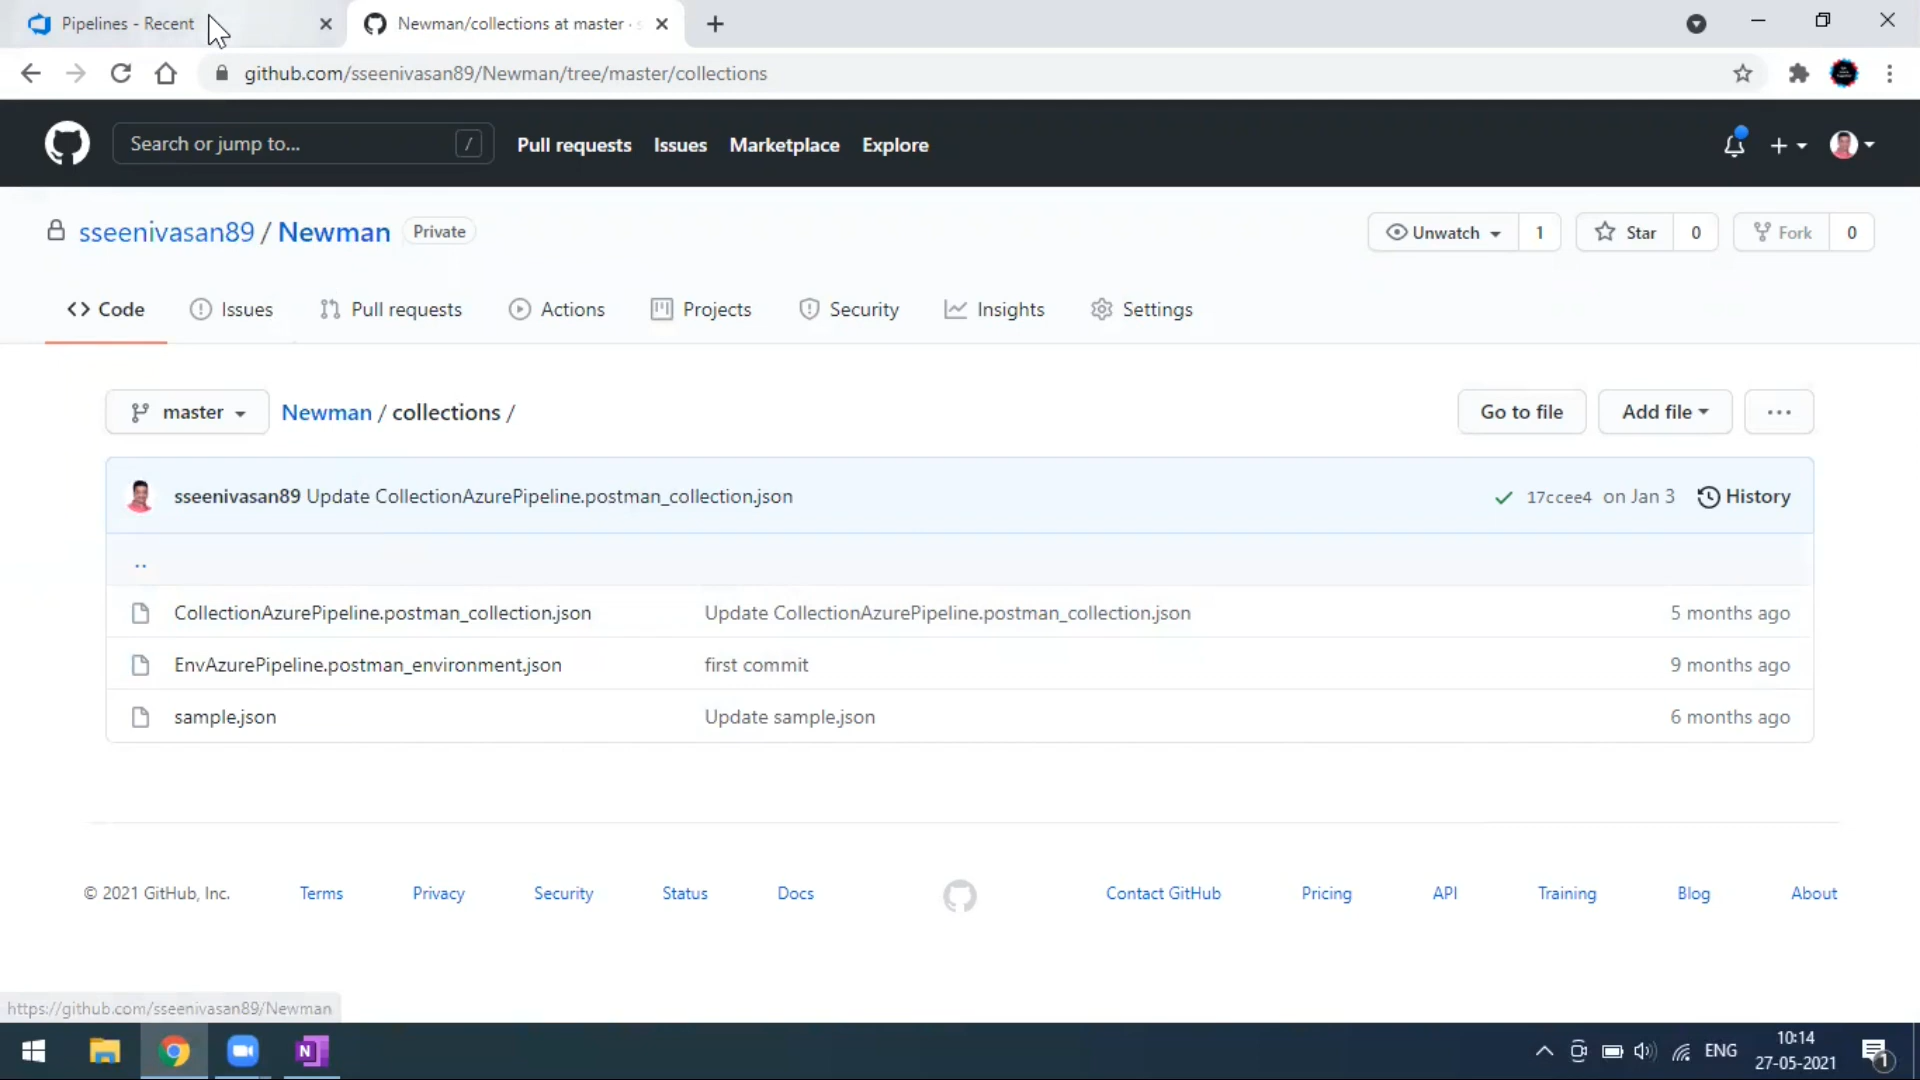 Pipelines - Recent
Newman/collections at master ·
github.com/sseenivasan89/Newman/tree/master/collections
Search or jump to... /
Pull requests Issues Marketplace Explore
sseenivasan89 / Newman Private
Unwatch 1 Star 0 Fork 0
Code Issues Pull requests Actions Projects Security Insights Settings
master Newman / collections /
Go to file Add file ...
sseenivasan89 Update CollectionAzurePipeline.postman_collection.json
17ccee4 on Jan 3 History
..
CollectionAzurePipeline.postman_collection.json Update CollectionAzurePipeline.postman_collection.json 5 months ago
EnvAzurePipeline.postman_environment.json first commit 9 months ago
sample.json Update sample.json 6 months ago
© 2021 GitHub, Inc. Terms Privacy Security Status Docs Contact GitHub Pricing API Training Blog About
https://github.com/sseenivasan89/Newman
N
ENG
10:14
27-05-2021
1